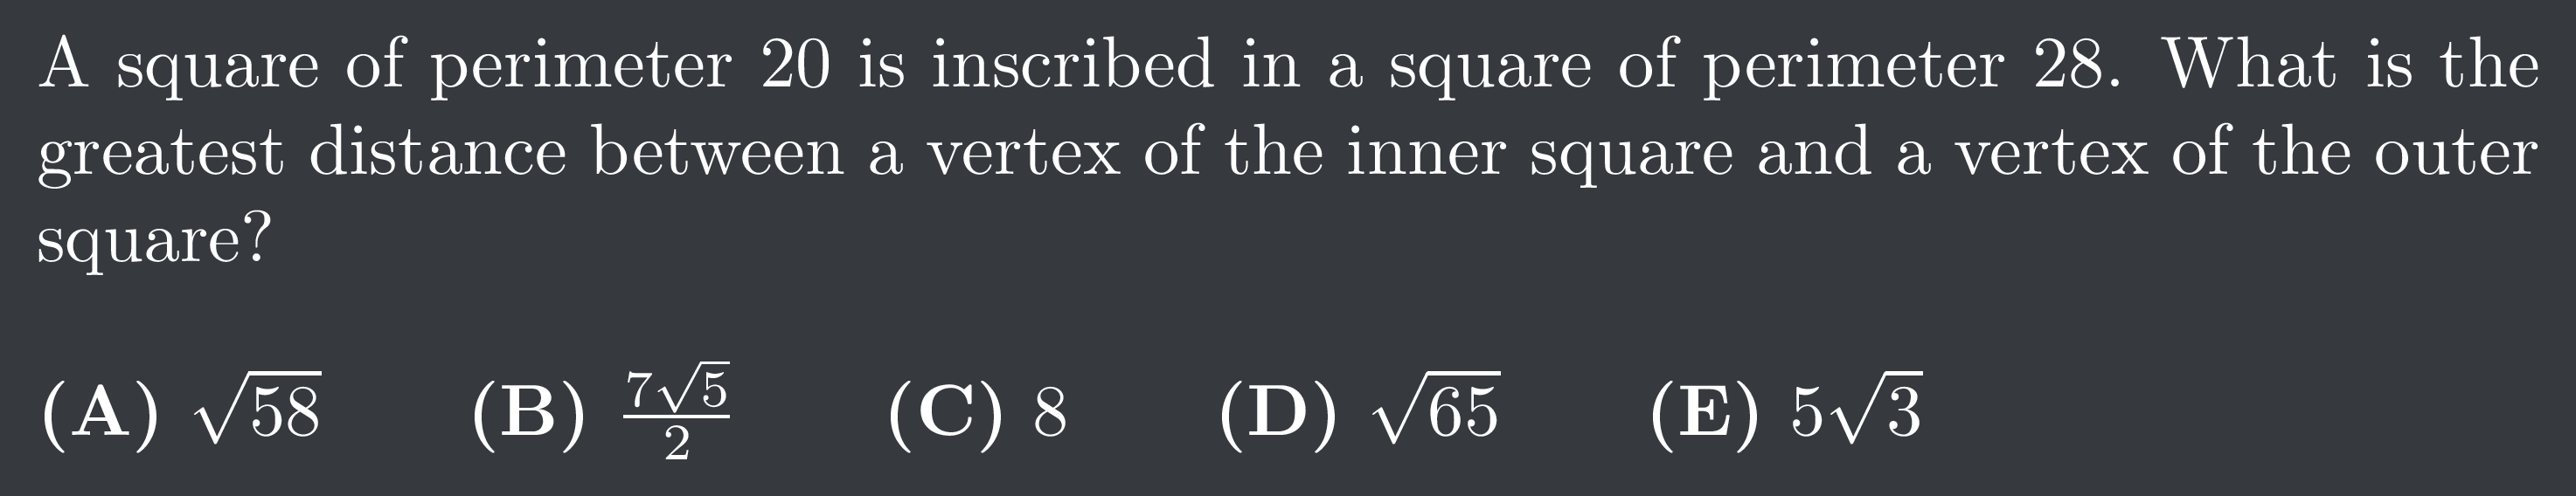 A square of perimeter 20 is inscribed in a square of perimeter 28. What is the
greatest distance between a vertex of the inner square and a vertex of the outer
square?
(A) √58 (B) 7√5/2 (C) 8 (D) √65 (E) 5√3